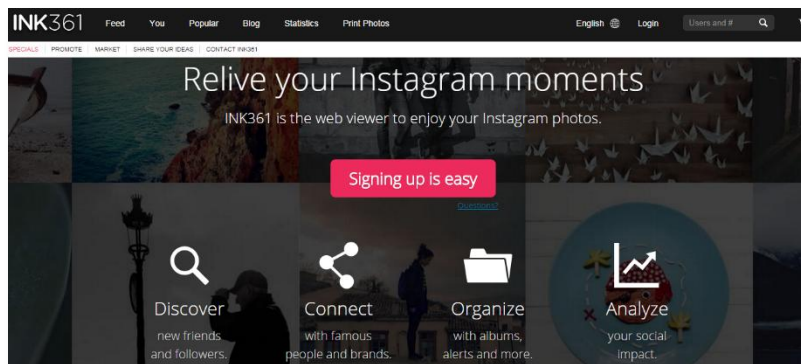 INK361 Feed You Popular Blog Statistics Print Photos English Login Users and #
SPECIALS PROMOTE MARKET SHARE YOUR IDEAS CONTACT INK361
Relive your Instagram moments
INK361 is the web viewer to enjoy your Instagram photos.
Signing up is easy
Questions?
Discover
new friends
and followers.
Connect
with famous
people and brands.
Organize
with albums,
alerts and more.
Analyze
your social
impact.